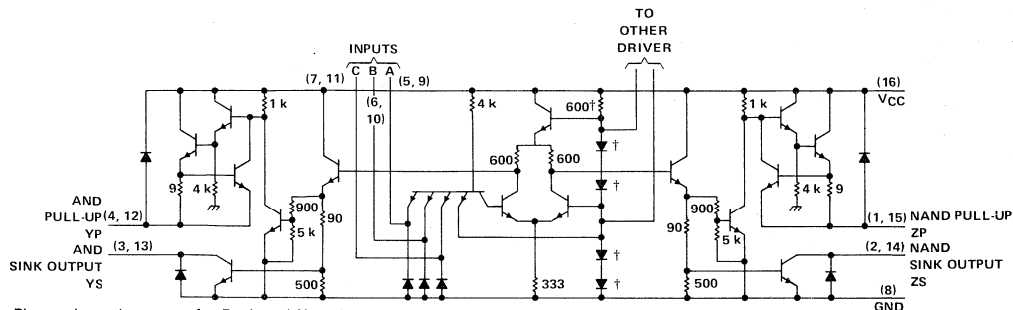 TO
OTHER
DRIVER
INPUTS
C B A
(7, 11)
(5, 9)
(6,
10)
(16)
VCC
1 k
4 k
600†
1 k
†
600
600
†
9
4 k
4 k
9
900
900
AND
PULL-UP (4, 12)
YP
90
5 k
90
5 k
(1, 15) NAND PULL-UP
ZP
AND
SINK OUTPUT
YS
(3, 13)
(2, 14) NAND
SINK OUTPUT
ZS
†
†
500
333
500
(8)
GND